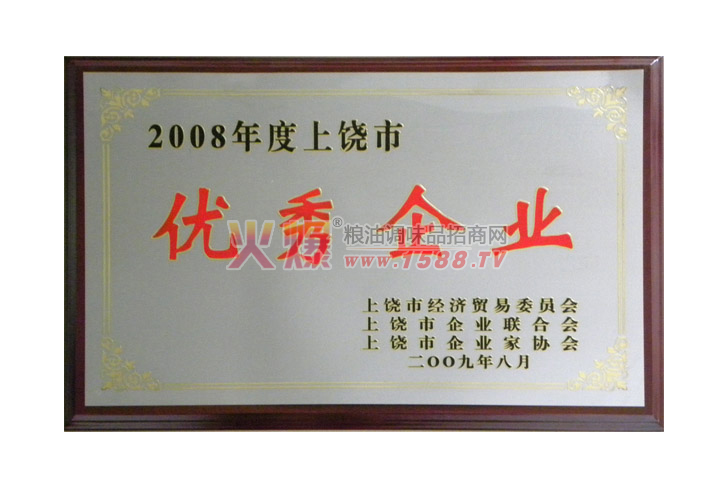 2008年度上饶市
优秀企业
火爆®粮油调味品招商网
www.1588.TV
上饶市经济贸易委员会
上饶市企业联合会
上饶市企业家协会
二OO九年八月